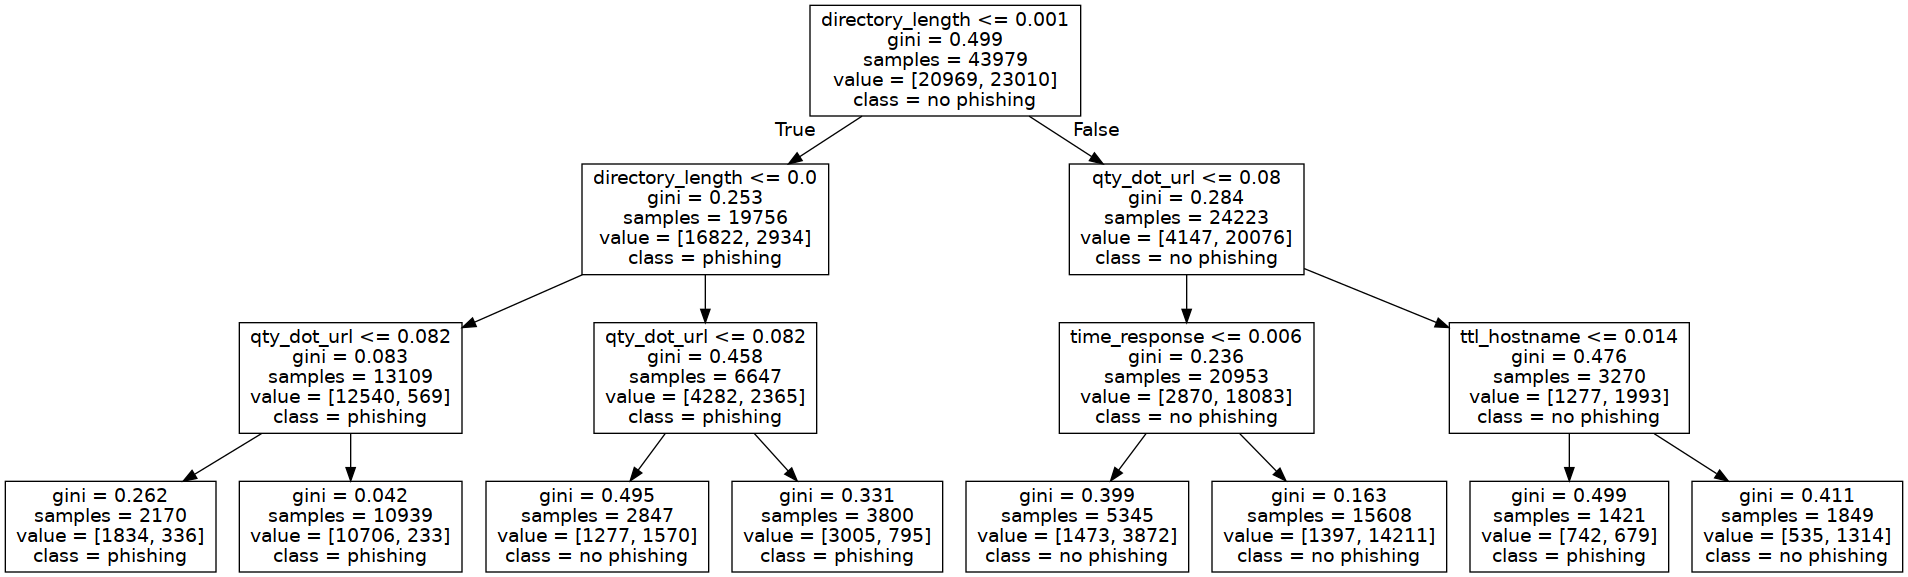 directory_length <= 0.001
gini = 0.499
samples = 43979
value = [20969, 23010]
class = no phishing
True
False
directory_length <= 0.0
gini = 0.253
samples = 19756
value = [16822, 2934]
class = phishing
qty_dot_url <= 0.08
gini = 0.284
samples = 24223
value = [4147, 20076]
class = no phishing
qty_dot_url <= 0.082
gini = 0.083
samples = 13109
value = [12540, 569]
class = phishing
qty_dot_url <= 0.082
gini = 0.458
samples = 6647
value = [4282, 2365]
class = phishing
time_response <= 0.006
gini = 0.236
samples = 20953
value = [2870, 18083]
class = no phishing
ttl_hostname <= 0.014
gini = 0.476
samples = 3270
value = [1277, 1993]
class = no phishing
gini = 0.262
samples = 2170
value = [1834, 336]
class = phishing
gini = 0.042
samples = 10939
value = [10706, 233]
class = phishing
gini = 0.495
samples = 2847
value = [1277, 1570]
class = no phishing
gini = 0.331
samples = 3800
value = [3005, 795]
class = phishing
gini = 0.399
samples = 5345
value = [1473, 3872]
class = no phishing
gini = 0.163
samples = 15608
value = [1397, 14211]
class = no phishing
gini = 0.499
samples = 1421
value = [742, 679]
class = phishing
gini = 0.411
samples = 1849
value = [535, 1314]
class = no phishing